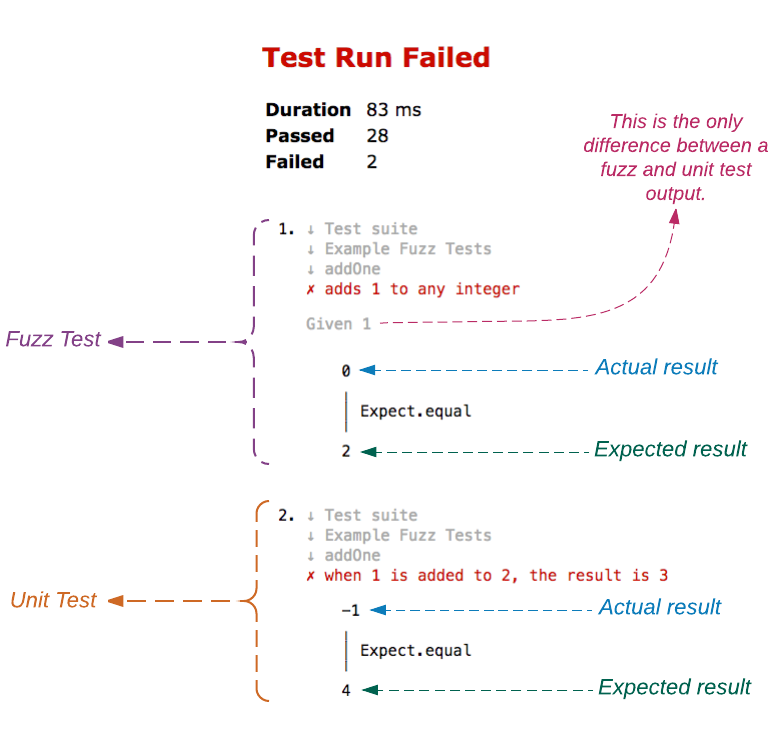 Test Run Failed
Duration 83 ms
Passed 28
Failed 2
This is the only
difference between a
fuzz and unit test
output.
1. ↓ Test suite
↓ Example Fuzz Tests
↓ addOne
✗ adds 1 to any integer
Given 1
Fuzz Test
0
Actual result
Expect.equal
2
Expected result
2. ↓ Test suite
↓ Example Fuzz Tests
↓ addOne
✗ when 1 is added to 2, the result is 3
Unit Test
-1
Actual result
Expect.equal
4
Expected result